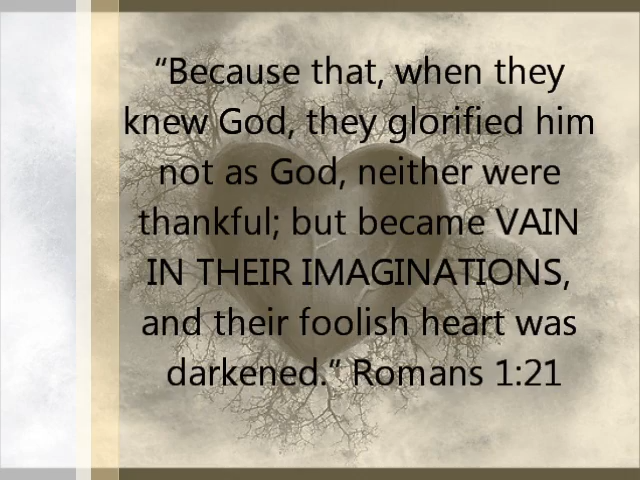 “Because that, when they
knew God, they glorified him
not as God, neither were
thankful; but became VAIN
IN THEIR IMAGINATIONS,
and their foolish heart was
darkened.” Romans 1:21